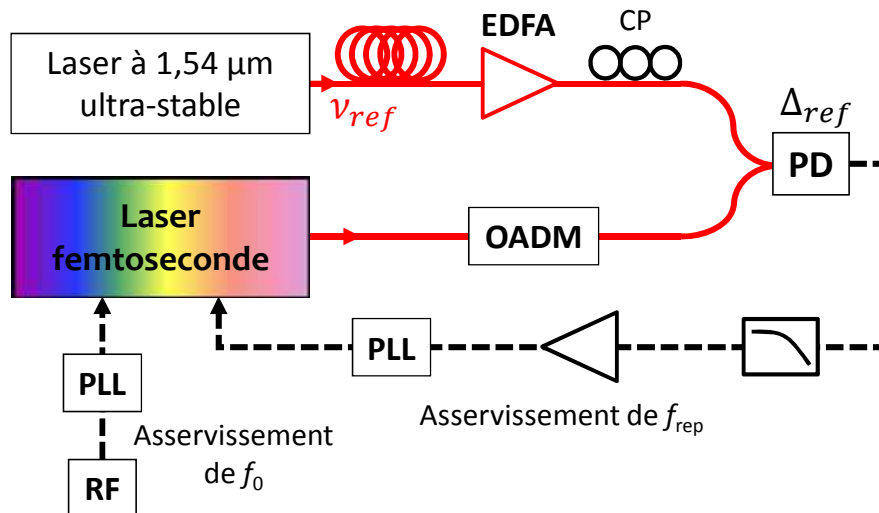 Laser à 1,54 µm
ultra-stable
ν_ref
EDFA
CP
Δ_ref
PD
Laser
femtoseconde
OADM
PLL
PLL
Asservissement de f_rep
Asservissement
de f_0
RF